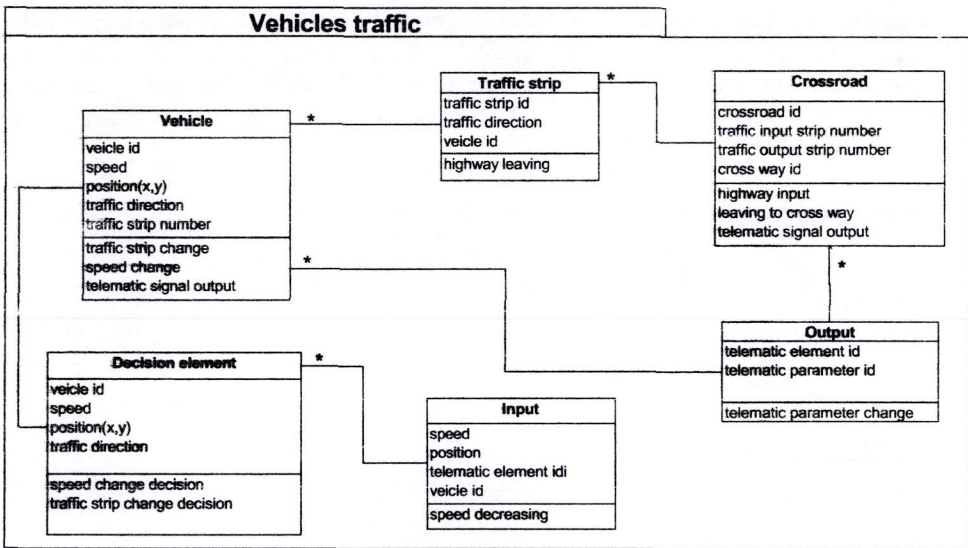 Vehicles traffic
Vehicle
veicle id
speed
position(x,y)
traffic direction
traffic strip number
traffic strip change
speed change
telematic signal output
*
*
Traffic strip
traffic strip id
traffic direction
veicle id
highway leaving
*
Crossroad
crossroad id
traffic input strip number
traffic output strip number
cross way id
highway input
leaving to cross way
telematic signal output
*
Output
telematic element id
telematic parameter id
telematic parameter change
Decision element
veicle id
speed
position(x,y)
traffic direction
speed change decision
traffic strip change decision
*
Input
speed
position
telematic element idi
veicle id
speed decreasing